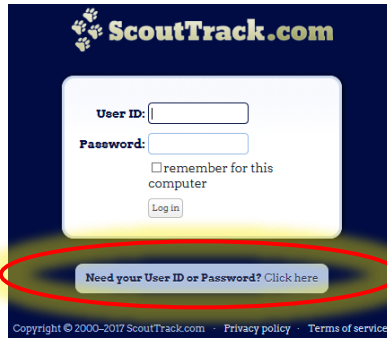 ScoutTrack.com
User ID:
Password:
remember for this
computer
Log in
Need your User ID or Password? Click here
Copyright © 2000–2017 ScoutTrack.com · Privacy policy · Terms of service